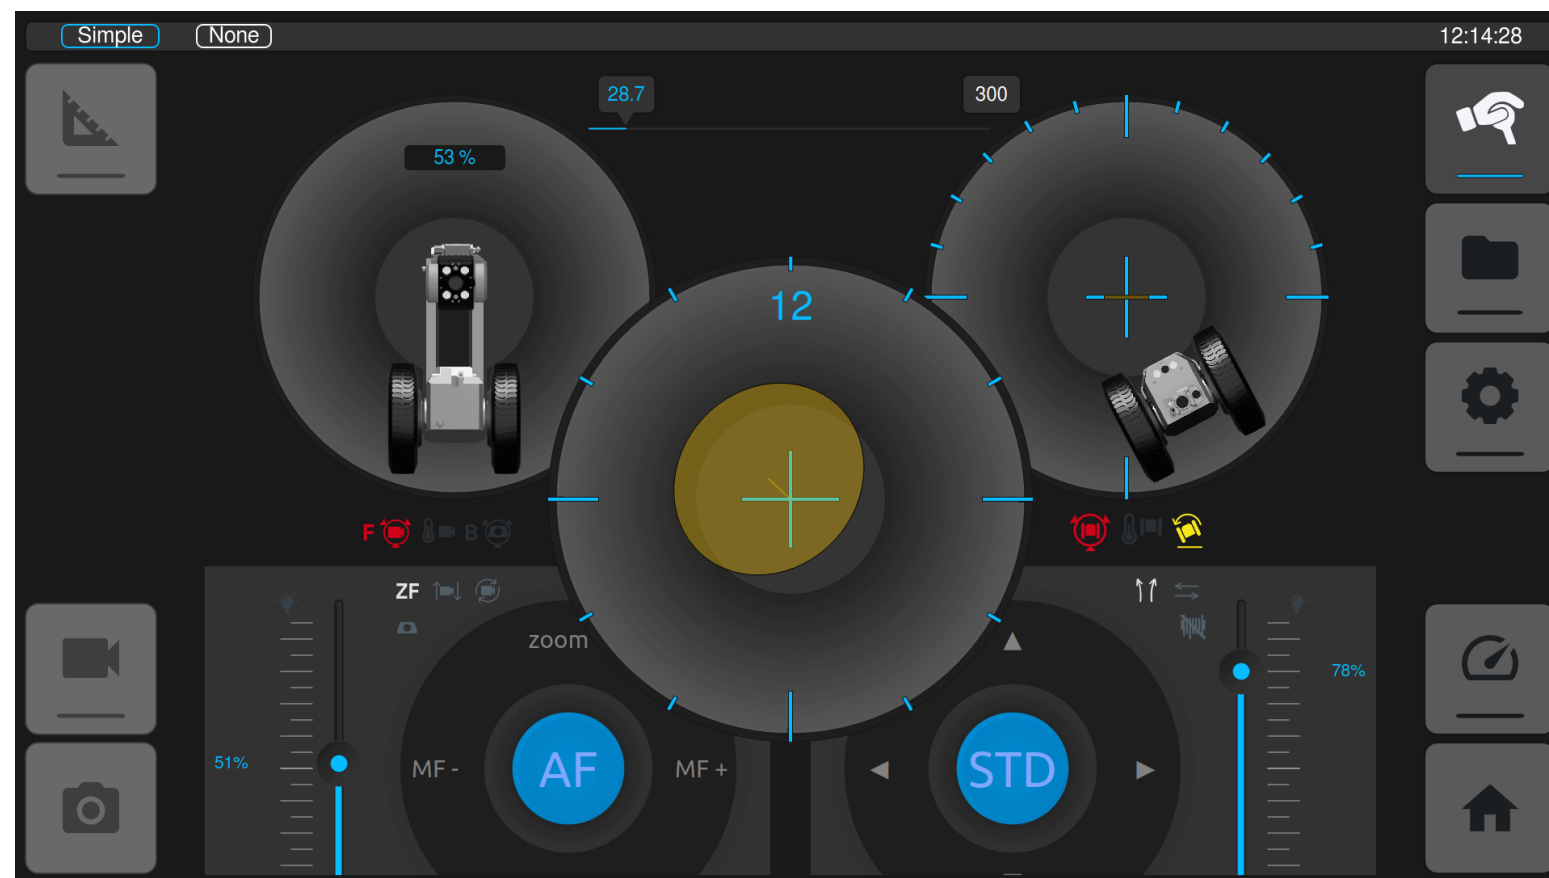 Simple None 12:14:28
28.7 300
53 %
12
F B
ZF
zoom
51% MF - AF MF + STD 78%